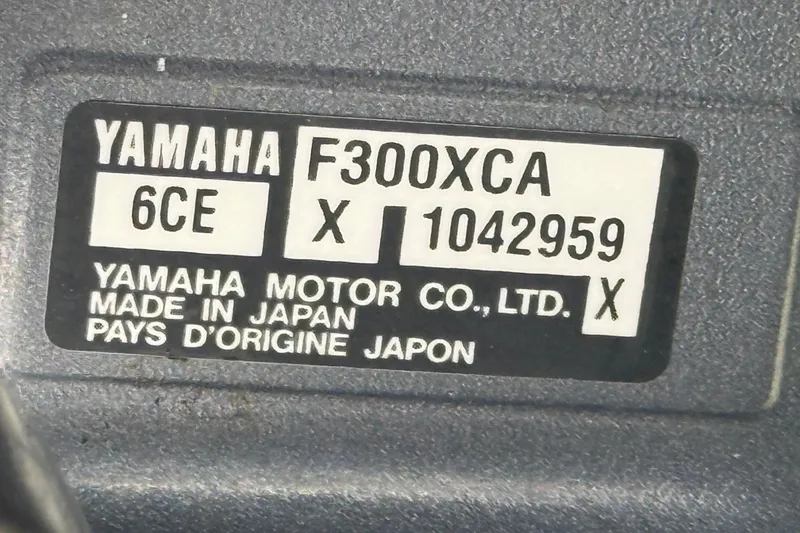 YAMAHA F300XCA
6CE X 1042959
YAMAHA MOTOR CO., LTD. X
MADE IN JAPAN
PAYS D'ORIGINE JAPON